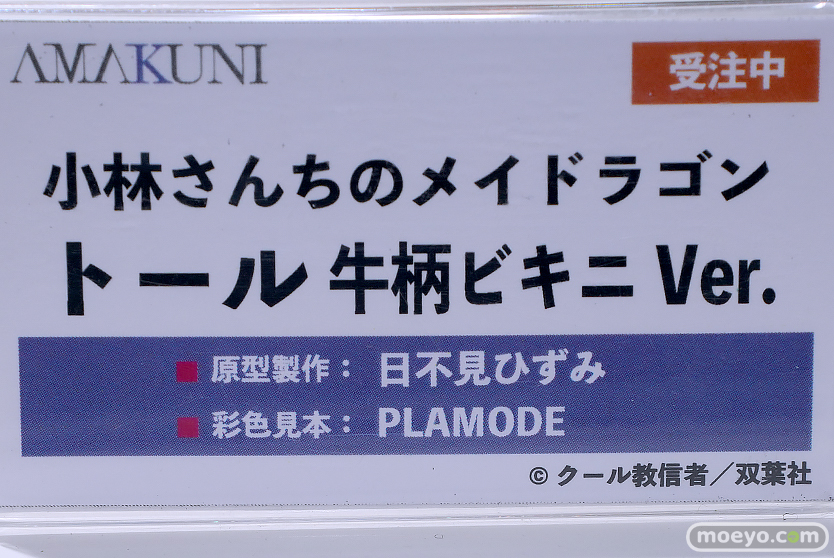 AMAKUNI
受注中
小林さんちのメイドラゴン
トール 牛柄ビキニ Ver.
■ 原型製作： 日不見ひずみ
■ 彩色見本： PLAMODE
© クール教信者／双葉社
moeyo.com